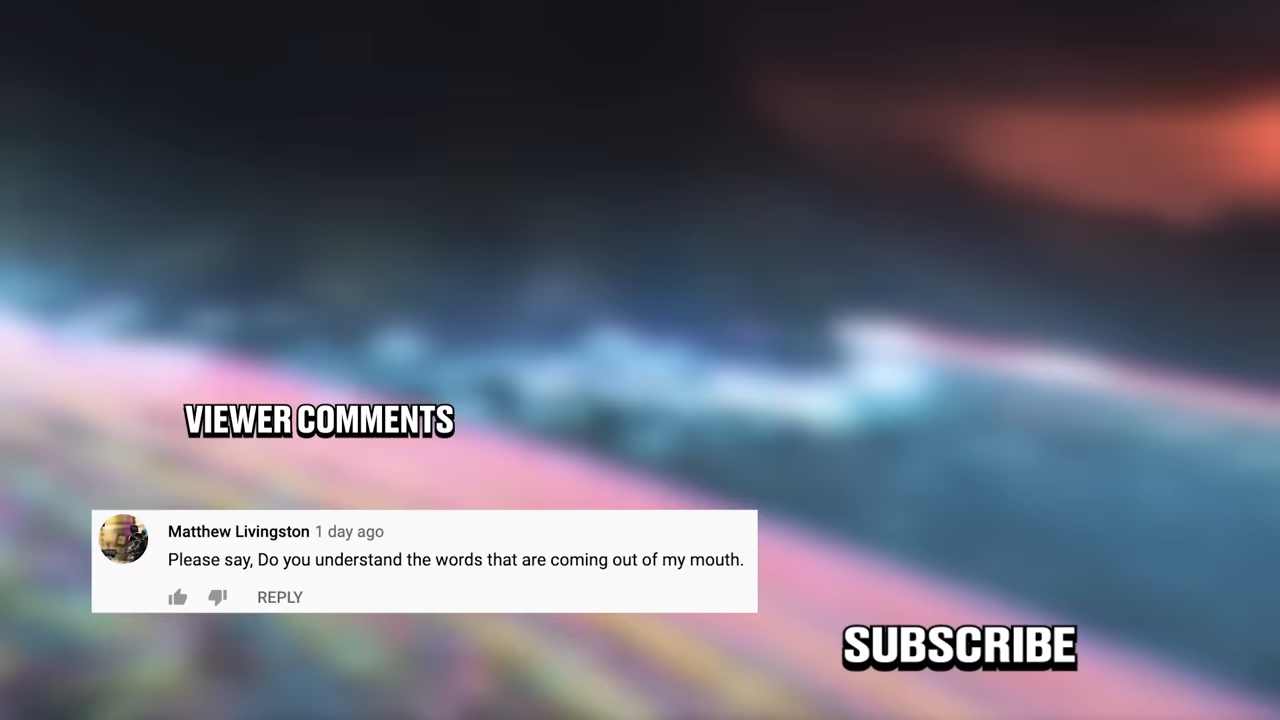 VIEWER COMMENTS
Matthew Livingston 1 day ago
Please say, Do you understand the words that are coming out of my mouth.
REPLY
SUBSCRIBE